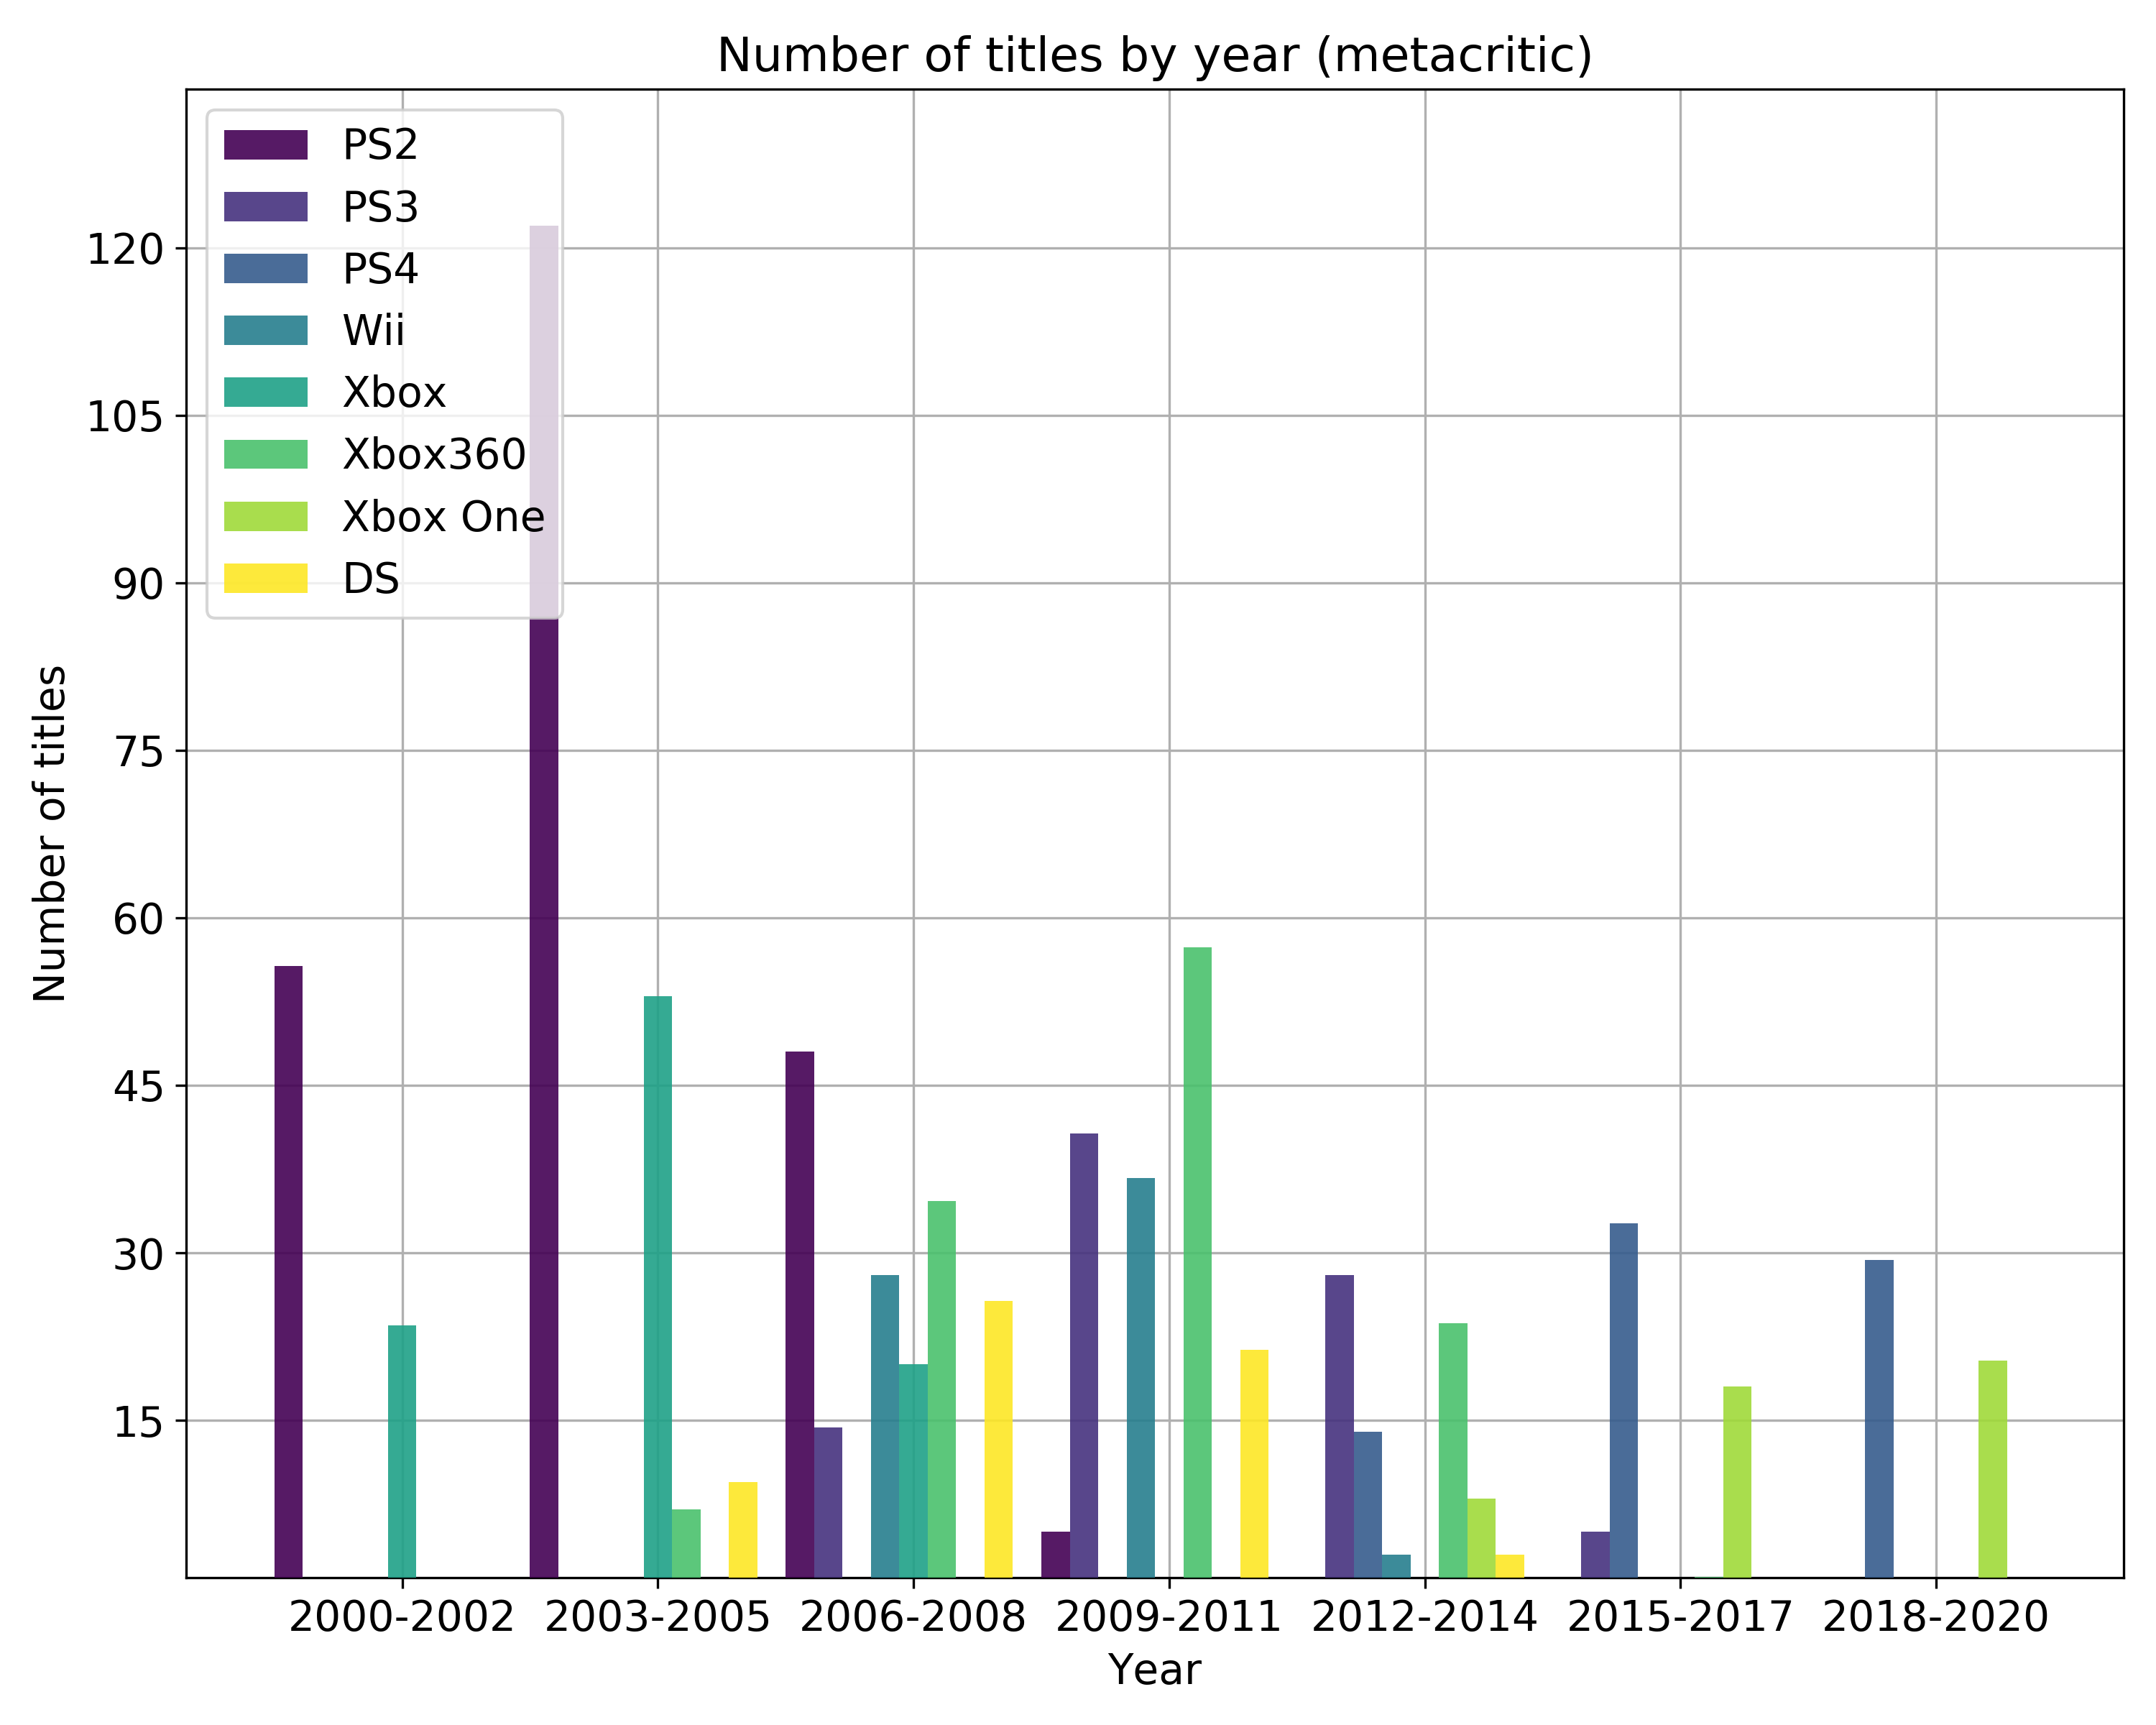 Number of titles by year (metacritic)
PS2
PS3
PS4
Wii
Xbox
Xbox360
Xbox One
DS
Number of titles
120
105
90
75
60
45
30
15
2000-2002 2003-2005 2006-2008 2009-2011 2012-2014 2015-2017 2018-2020
Year